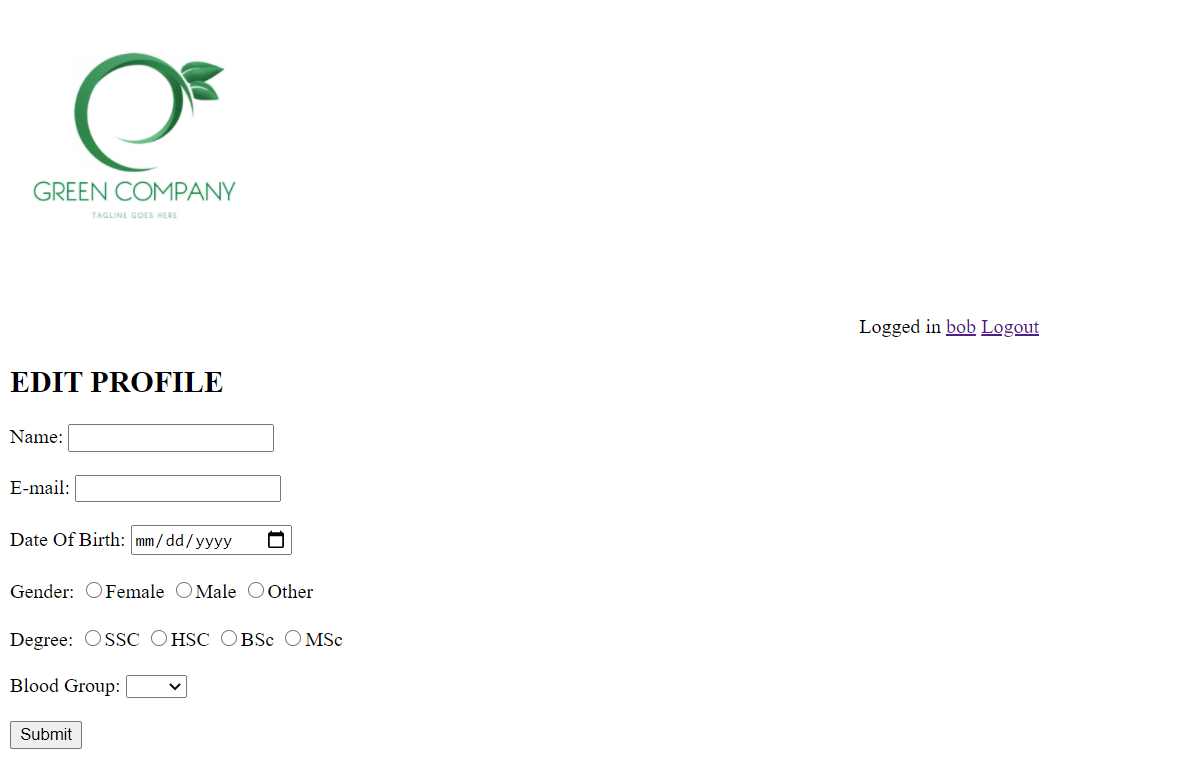 GREEN COMPANY
TAGLINE GOES HERE
Logged in bob Logout
EDIT PROFILE
Name:
E-mail:
Date Of Birth: mm/dd/yyyy
Gender: Female Male Other
Degree: SSC HSC BSc MSc
Blood Group:
Submit